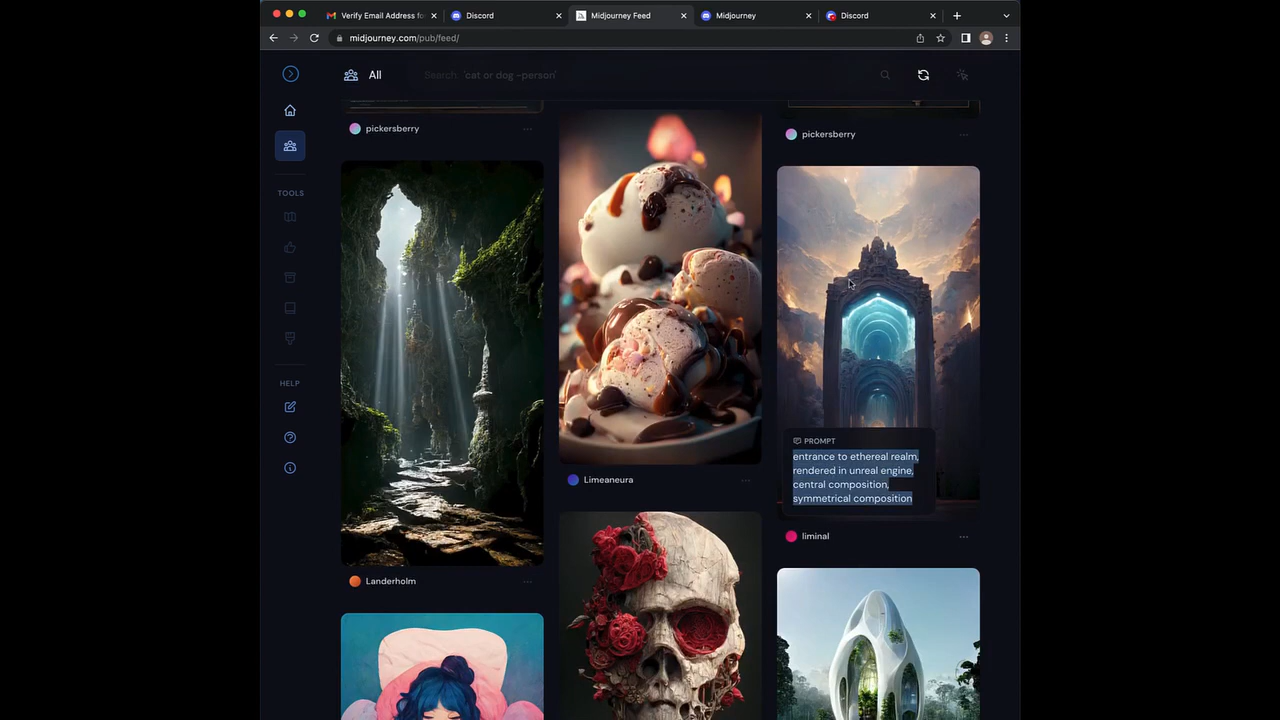 Verify Email Address for
Discord
Midjourney Feed
Midjourney
Discord
midjourney.com/pub/feed/
All
Search: 'cat or dog -person'
pickersberry
pickersberry
TOOLS
HELP
PROMPT
entrance to ethereal realm,
rendered in unreal engine,
central composition,
symmetrical composition
Limeaneura
liminal
Landerholm